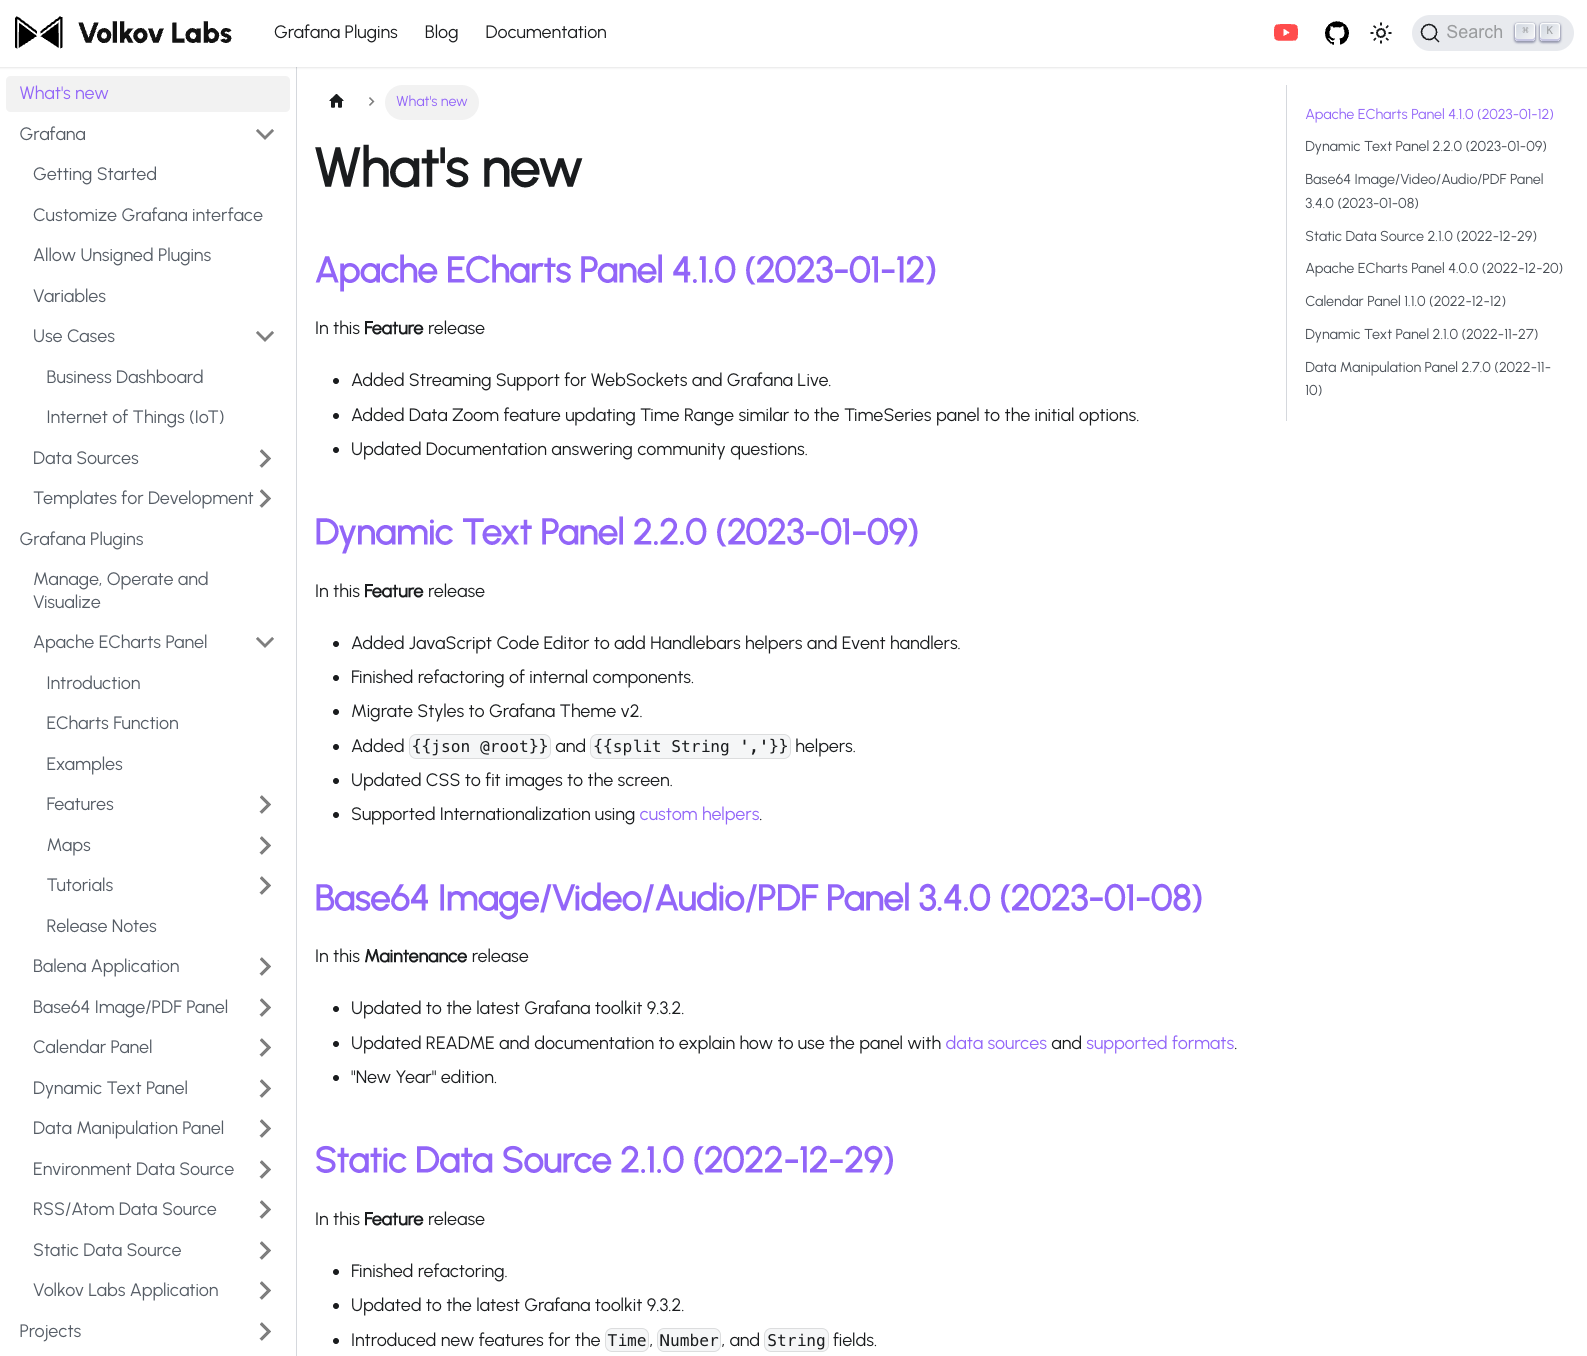 Volkov Labs
Grafana Plugins
Blog
Documentation
Search
⌘ K
What's new
Grafana
Getting Started
Customize Grafana interface
Allow Unsigned Plugins
Variables
Use Cases
Business Dashboard
Internet of Things (IoT)
Data Sources
Templates for Development
Grafana Plugins
Manage, Operate and
Visualize
Apache ECharts Panel
Introduction
ECharts Function
Examples
Features
Maps
Tutorials
Release Notes
Balena Application
Base64 Image/PDF Panel
Calendar Panel
Dynamic Text Panel
Data Manipulation Panel
Environment Data Source
RSS/Atom Data Source
Static Data Source
Volkov Labs Application
Projects
What's new
What's new
Apache ECharts Panel 4.1.0 (2023-01-12)
In this Feature release
• Added Streaming Support for WebSockets and Grafana Live.
• Added Data Zoom feature updating Time Range similar to the TimeSeries panel to the initial options.
• Updated Documentation answering community questions.
Dynamic Text Panel 2.2.0 (2023-01-09)
In this Feature release
• Added JavaScript Code Editor to add Handlebars helpers and Event handlers.
• Finished refactoring of internal components.
• Migrate Styles to Grafana Theme v2.
• Added {{json @root}} and {{split String ','}} helpers.
• Updated CSS to fit images to the screen.
• Supported Internationalization using custom helpers.
Base64 Image/Video/Audio/PDF Panel 3.4.0 (2023-01-08)
In this Maintenance release
• Updated to the latest Grafana toolkit 9.3.2.
• Updated README and documentation to explain how to use the panel with data sources and supported formats.
• "New Year" edition.
Static Data Source 2.1.0 (2022-12-29)
In this Feature release
• Finished refactoring.
• Updated to the latest Grafana toolkit 9.3.2.
• Introduced new features for the Time, Number, and String fields.
Apache ECharts Panel 4.1.0 (2023-01-12)
Dynamic Text Panel 2.2.0 (2023-01-09)
Base64 Image/Video/Audio/PDF Panel
3.4.0 (2023-01-08)
Static Data Source 2.1.0 (2022-12-29)
Apache ECharts Panel 4.0.0 (2022-12-20)
Calendar Panel 1.1.0 (2022-12-12)
Dynamic Text Panel 2.1.0 (2022-11-27)
Data Manipulation Panel 2.7.0 (2022-11-
10)